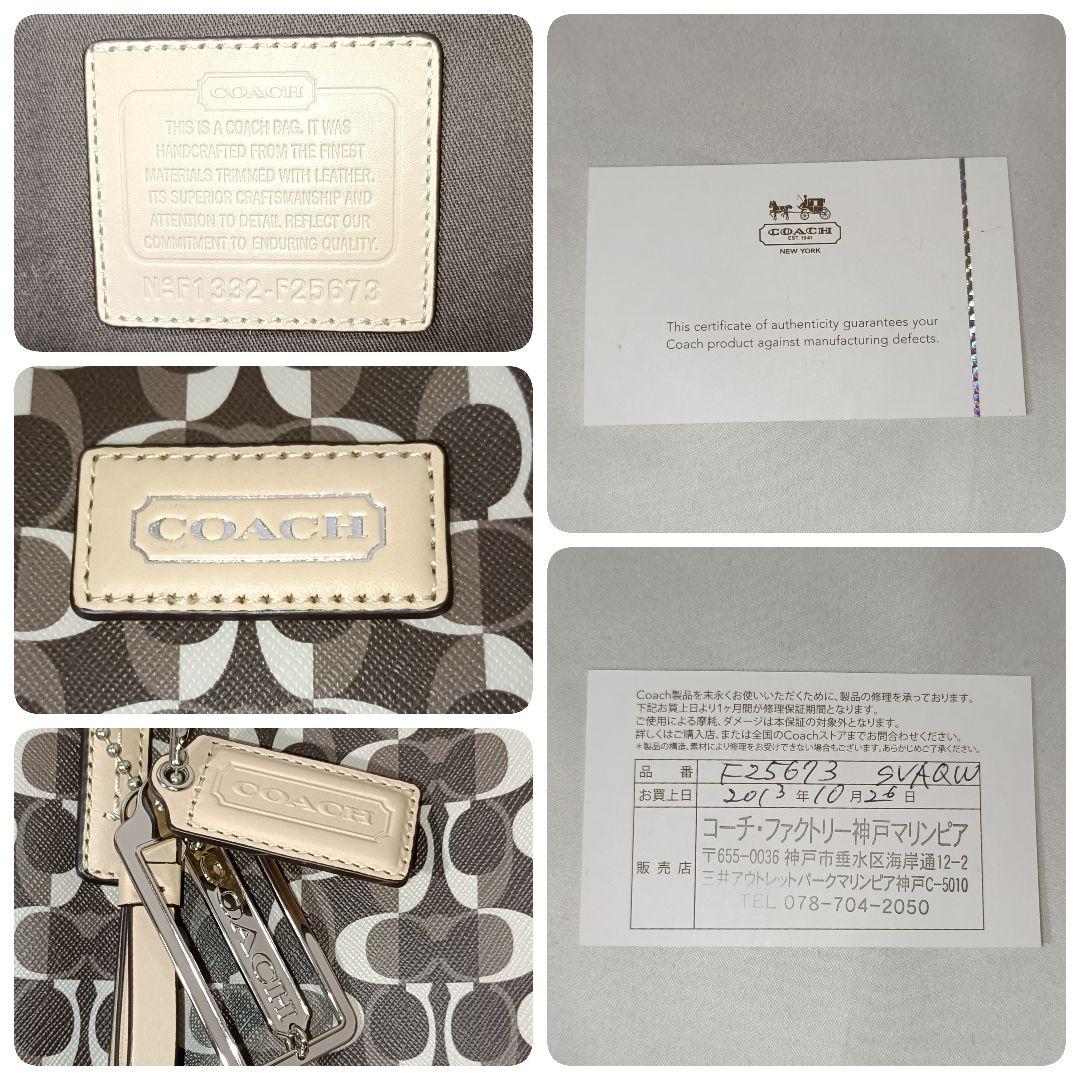 COACH
THIS IS A COACH BAG. IT WAS
HANDCRAFTED FROM THE FINEST
MATERIALS TRIMMED WITH LEATHER.
ITS SUPERIOR CRAFTSMANSHIP AND
ATTENTION TO DETAIL REFLECT OUR
COMMITMENT TO ENDURING QUALITY.
Nº F1332-F25673
COACH
COACH
COACH
COACH
EST. 1941
NEW YORK
This certificate of authenticity guarantees your
Coach product against manufacturing defects.
Coach製品を末永くお使いいただくために、製品の修理を承っております。
下記お買上日より1ヶ月間が修理保証期間となります。
ご使用による摩耗、ダメージは本保証の対象外となります。
詳しくはご購入店、または全国のCoachストアまでお問合わせください。
*製品の構造、素材により修理をお受けできない場合もございます。あらかじめご了承ください。
品番 F25673 SVAQW
お買上日 2013年10月26日
販売店
コーチ・ファクトリー神戸マリンピア
〒655-0036 神戸市垂水区海岸通12-2
三井アウトレットパークマリンピア神戸C-5010
TEL 078-704-2050